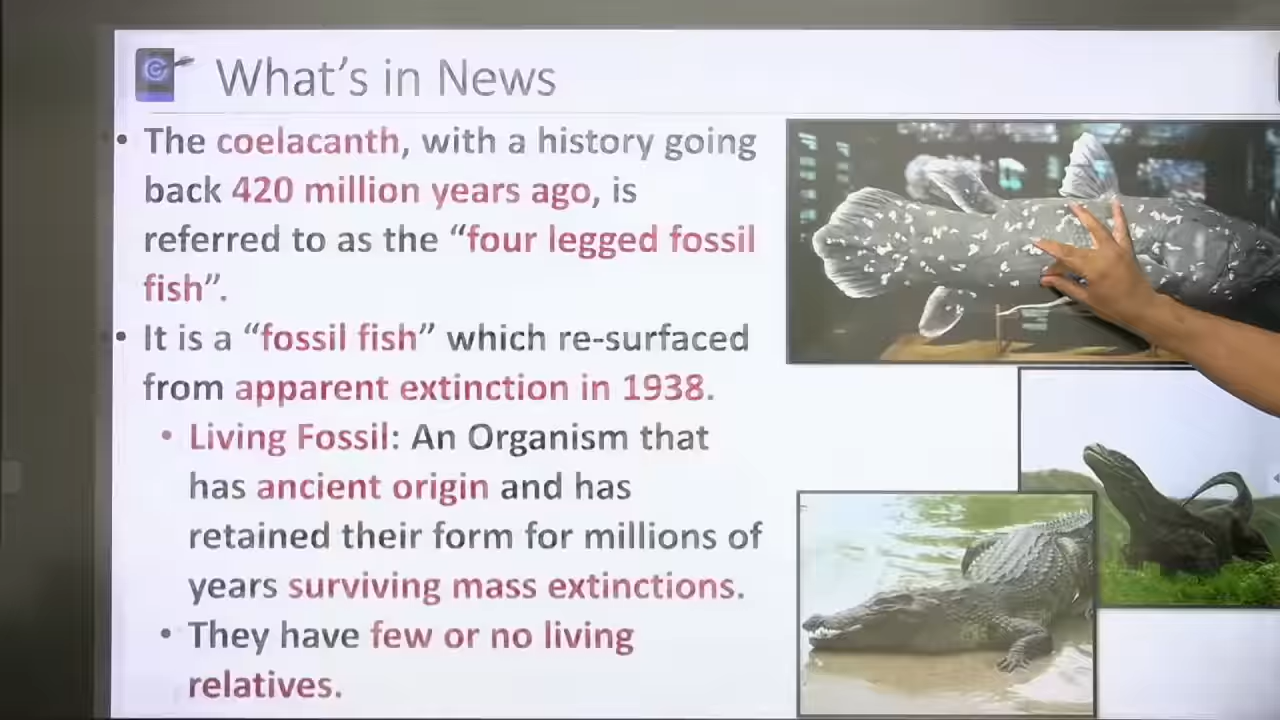 What's in News
• The coelacanth, with a history going
back 420 million years ago, is
referred to as the “four legged fossil
fish”.
• It is a “fossil fish” which re-surfaced
from apparent extinction in 1938.
• Living Fossil: An Organism that
has ancient origin and has
retained their form for millions of
years surviving mass extinctions.
• They have few or no living
relatives.